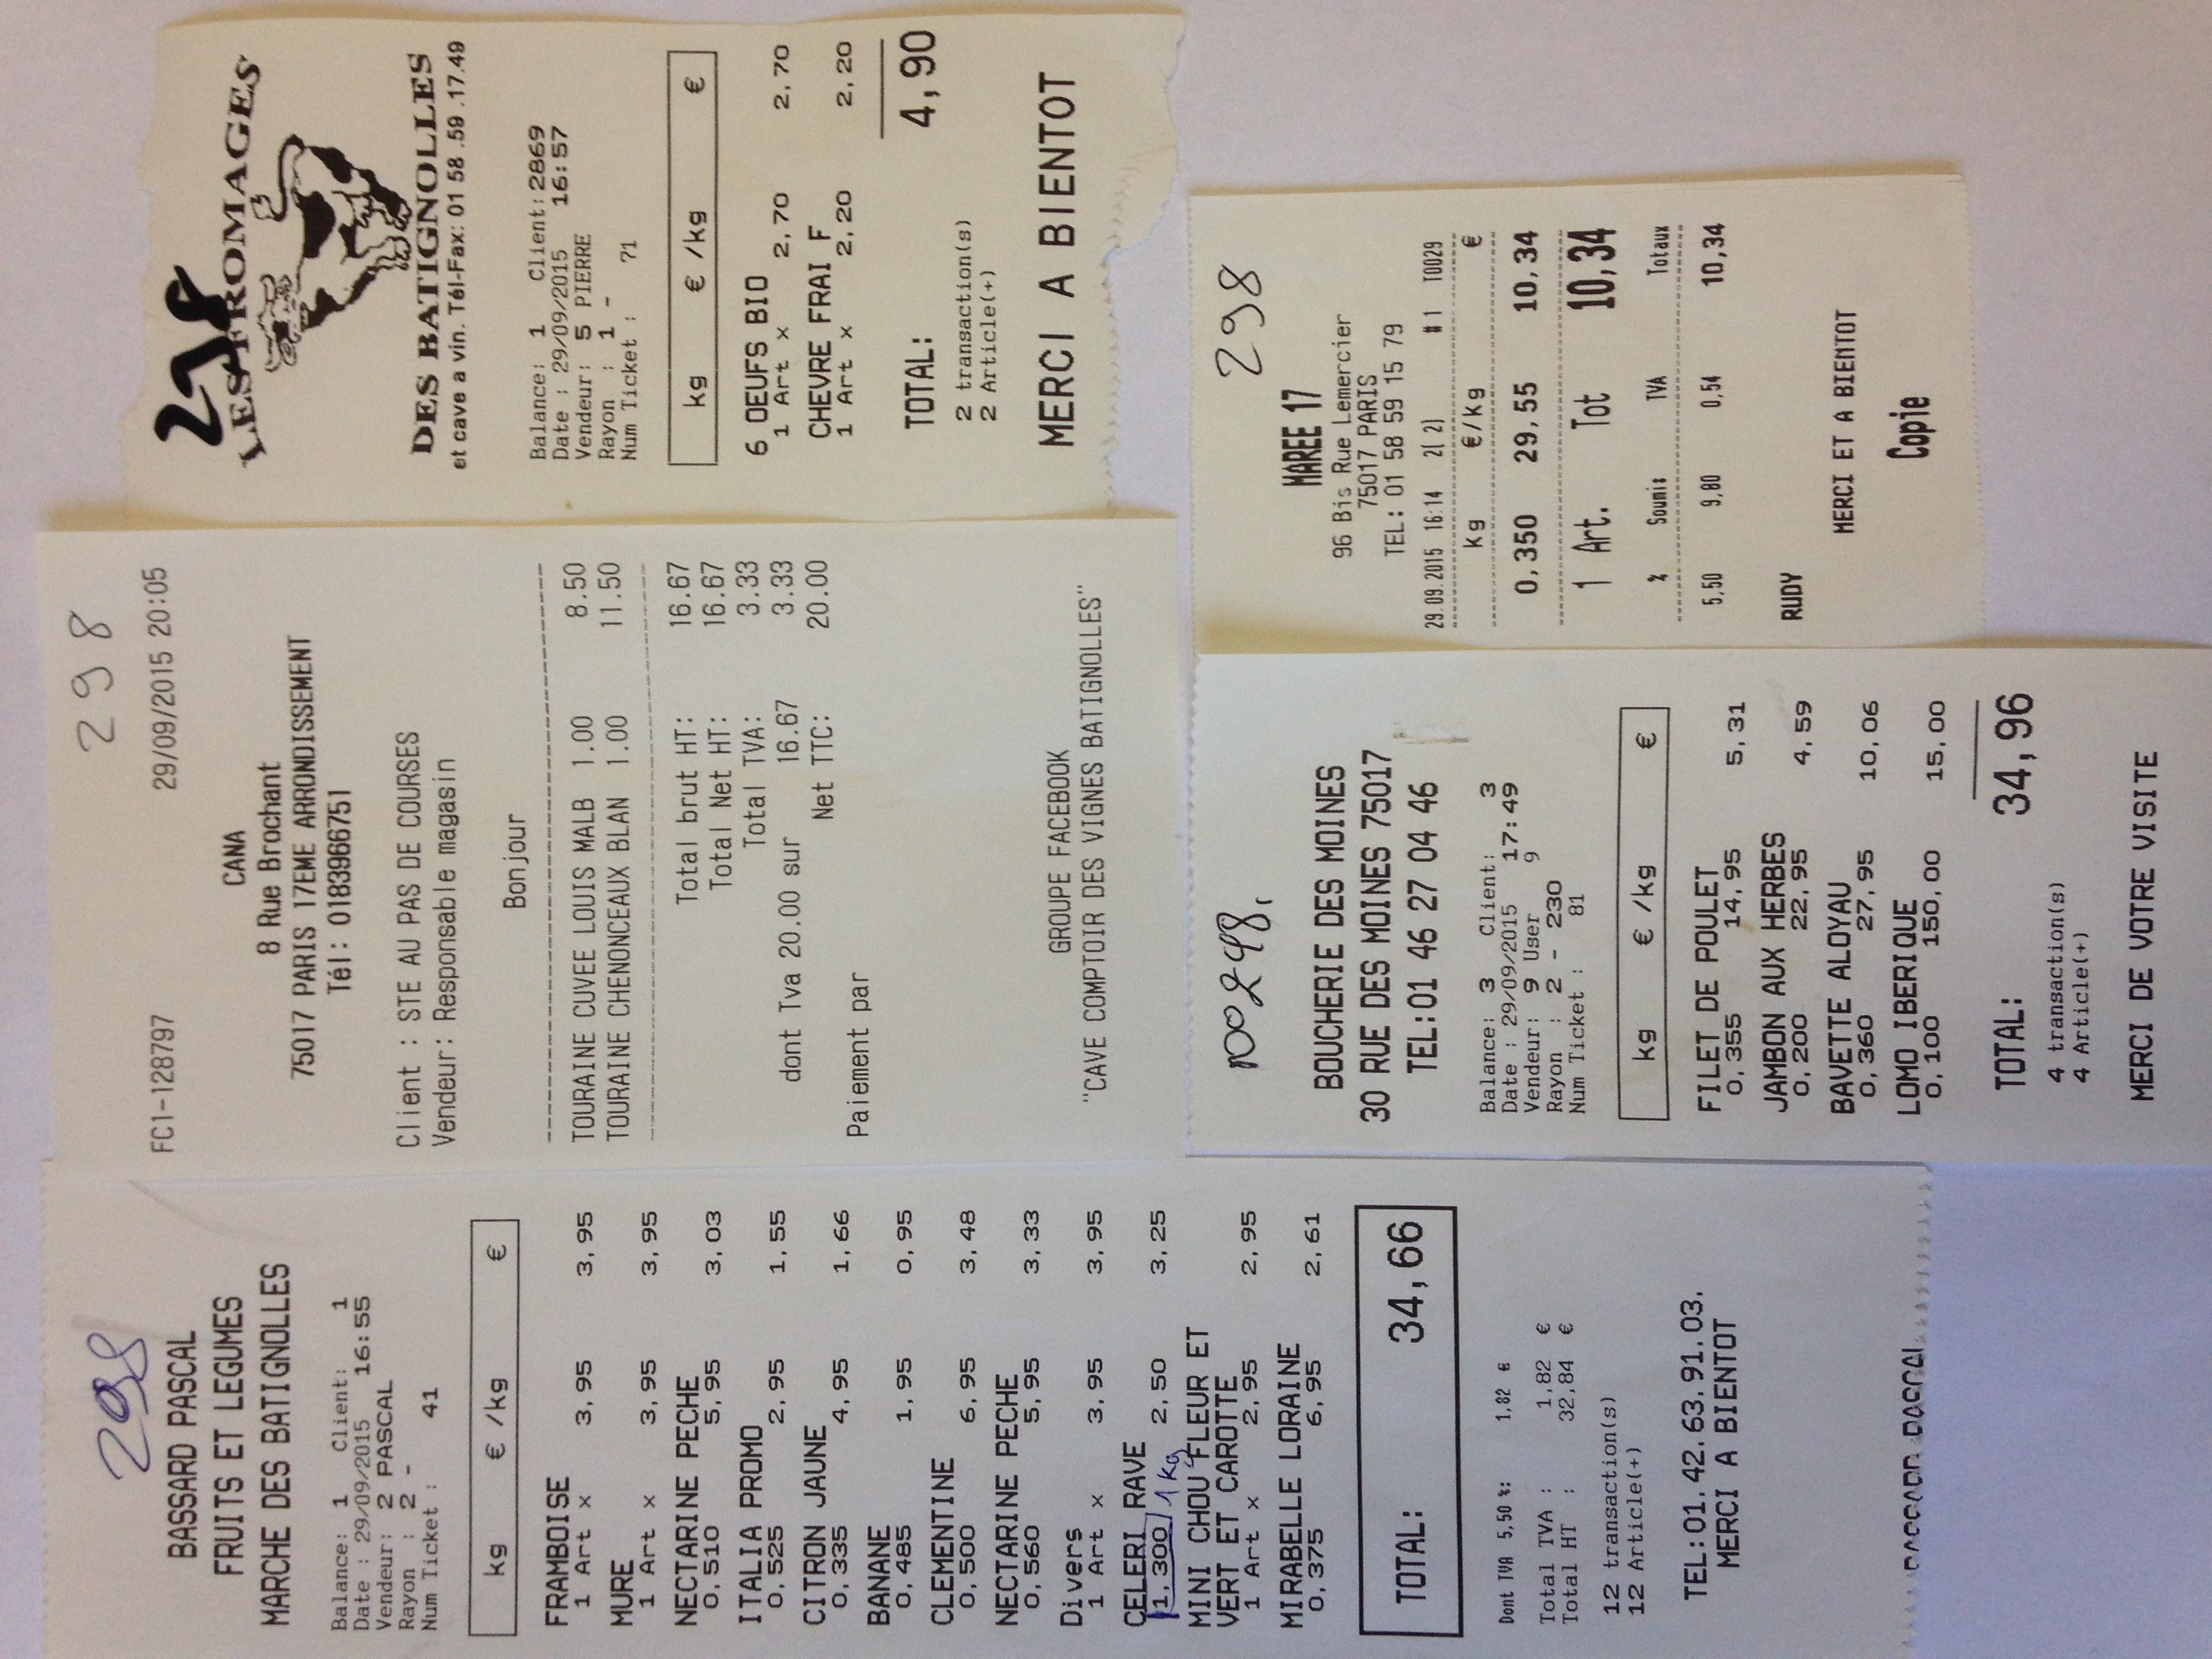 298
BASSARD PASCAL
FRUITS ET LEGUMES
MARCHE DES BATIGNOLLES
Balance: 1 Client: 1
Date : 29/09/2015 16:55
Vendeur: 2 PASCAL
Rayon : 2 -
Num Ticket : 41
kg € /kg €
FRAMBOISE
1 Art x 3,95 3,95
MURE
1 Art x 3,95 3,95
NECTARINE PECHE
0,510 5,95 3,03
ITALIA PROMO
0,525 2,95 1,55
CITRON JAUNE
0,335 4,95 1,66
BANANE
0,485 1,95 0,95
CLEMENTINE
0,500 6,95 3,48
NECTARINE PECHE
0,560 5,95 3,33
Divers
1 Art x 3,95 3,95
CELERI RAVE
1,300 1 kg 2,50 3,25
MINI CHOU FLEUR ET
VERT ET CAROTTE
1 Art x 2,95 2,95
MIRABELLE LORAINE
0,375 6,95 2,61
TOTAL: 34,66
Dont TVA 5,50 %: 1,82 €
Total TVA : 1,82 €
Total HT : 32,84 €
12 transaction(s)
12 Article(+)
TEL:01.42.63.91.03.
MERCI A BIENTOT
BASSARD PASCAL
298
FC1-128797 29/09/2015 20:05
CANA
8 Rue Brochant
75017 PARIS 17EME ARRONDISSEMENT
Tél: 0183966751
Client : STE AU PAS DE COURSES
Vendeur: Responsable magasin
Bonjour
TOURAINE CUVEE LOUIS MALB 1.00 8.50
TOURAINE CHENONCEAUX BLAN 1.00 11.50
Total brut HT: 16.67
Total Net HT: 16.67
Total TVA: 3.33
dont Tva 20.00 sur 16.67 3.33
Net TTC: 20.00
Paiement par
GROUPE FACEBOOK
"CAVE COMPTOIR DES VIGNES BATIGNOLLES"
298
LES FROMAGES
DES BATIGNOLLES
et cave a vin. Tél-Fax: 01 58 .59 .17.49
Balance: 1 Client:2869
Date : 29/09/2015 16:57
Vendeur: 5 PIERRE
Rayon : 1 -
Num Ticket : 71
kg € /kg €
6 OEUFS BIO
1 Art x 2,70 2,70
CHEVRE FRAI F
1 Art x 2,20 2,20
TOTAL: 4,90
2 transaction(s)
2 Article(+)
MERCI A BIENTOT
BOUCHERIE DES MOINES
30 RUE DES MOINES 75017
TEL:01 46 27 04 46
Balance: 3 Client: 3
Date : 29/09/2015 17:49
Vendeur: 9 User 9
Rayon : 2 - 230
Num Ticket : 81
kg € /kg €
FILET DE POULET
0,355 14,95 5,31
JAMBON AUX HERBES
0,200 22,95 4,59
BAVETTE ALOYAU
0,360 27,95 10,06
LOMO IBERIQUE
0,100 150,00 15,00
TOTAL: 34,96
4 transaction(s)
4 Article(+)
MERCI DE VOTRE VISITE
298
MAREE 17
96 Bis Rue Lemercier
75017 PARIS
TEL: 01 58 59 15 79
29.09.2015 16:14 2( 2) #1 T0029
kg €/kg €
0,350 29,55 10,34
1 Art. Tot 10,34
% Soumis TVA Totaux
5,50 9,80 0,54 10,34
RUDY
MERCI ET A BIENTOT
Copie